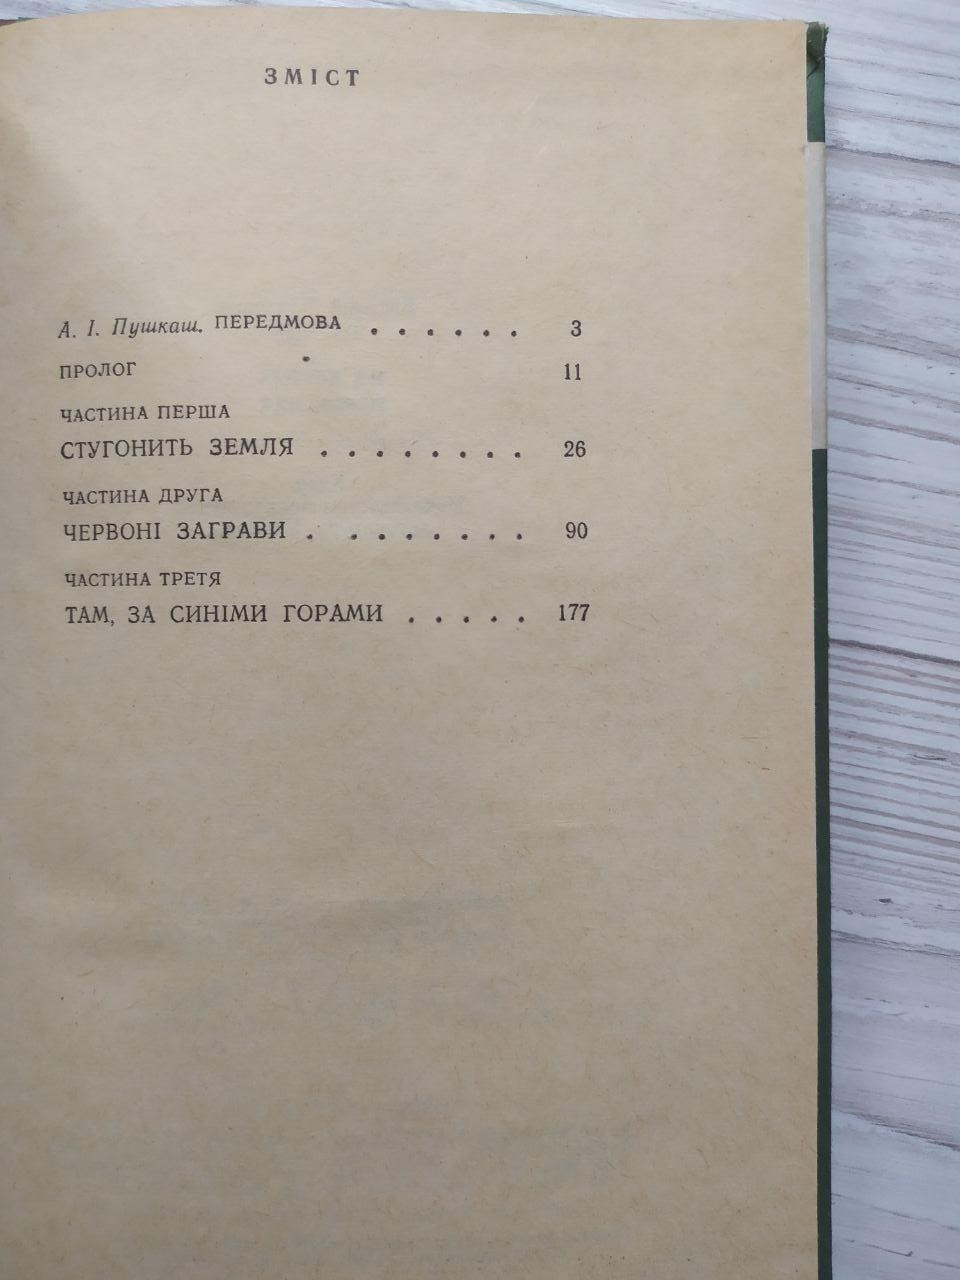 ЗМІСТ
А. І. Пушкаш. ПЕРЕДМОВА . . . . . . 3
ПРОЛОГ 11
ЧАСТИНА ПЕРША
СТУГОНИТЬ ЗЕМЛЯ . . . . . . . . 26
ЧАСТИНА ДРУГА
ЧЕРВОНІ ЗАГРАВИ . . . . . . . . 90
ЧАСТИНА ТРЕТЯ
ТАМ, ЗА СИНІМИ ГОРАМИ . . . . . 177